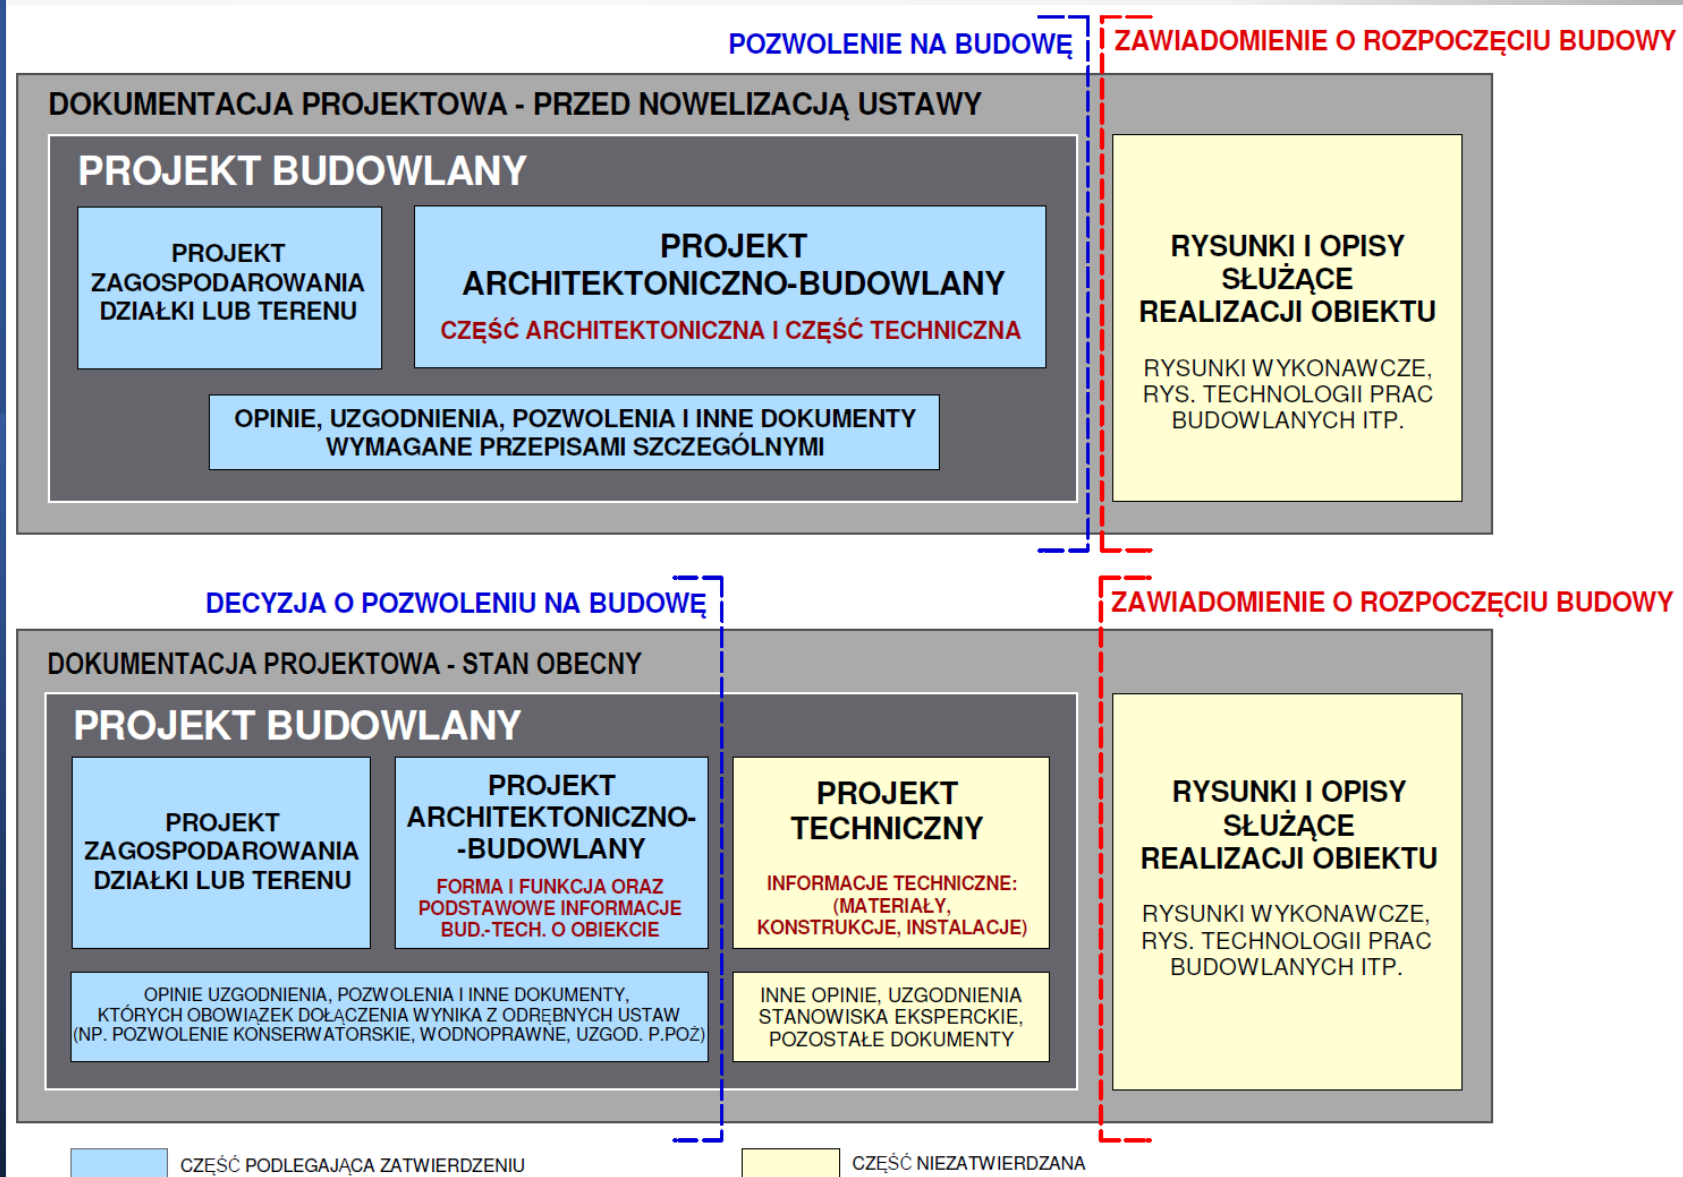 POZWOLENIE NA BUDOWĘ
ZAWIADOMIENIE O ROZPOCZĘCIU BUDOWY
DOKUMENTACJA PROJEKTOWA - PRZED NOWELIZACJĄ USTAWY
PROJEKT BUDOWLANY
PROJEKT
ZAGOSPODAROWANIA
DZIAŁKI LUB TERENU
PROJEKT
ARCHITEKTONICZNO-BUDOWLANY
CZĘŚĆ ARCHITEKTONICZNA I CZĘŚĆ TECHNICZNA
OPINIE, UZGODNIENIA, POZWOLENIA I INNE DOKUMENTY
WYMAGANE PRZEPISAMI SZCZEGÓLNYMI
RYSUNKI I OPISY
SŁUŻĄCE
REALIZACJI OBIEKTU
RYSUNKI WYKONAWCZE,
RYS. TECHNOLOGII PRAC
BUDOWLANYCH ITP.
DECYZJA O POZWOLENIU NA BUDOWĘ
ZAWIADOMIENIE O ROZPOCZĘCIU BUDOWY
DOKUMENTACJA PROJEKTOWA - STAN OBECNY
PROJEKT BUDOWLANY
PROJEKT
ZAGOSPODAROWANIA
DZIAŁKI LUB TERENU
PROJEKT
ARCHITEKTONICZNO-
-BUDOWLANY
FORMA I FUNKCJA ORAZ
PODSTAWOWE INFORMACJE
BUD.-TECH. O OBIEKCIE
PROJEKT
TECHNICZNY
INFORMACJE TECHNICZNE:
(MATERIAŁY,
KONSTRUKCJE, INSTALACJE)
OPINIE UZGODNIENIA, POZWOLENIA I INNE DOKUMENTY,
KTÓRYCH OBOWIĄZEK DOŁĄCZENIA WYNIKA Z ODRĘBNYCH USTAW
(NP. POZWOLENIE KONSERWATORSKIE, WODNOPRAWNE, UZGOD. P.POŻ)
INNE OPINIE, UZGODNIENIA
STANOWISKA EKSPERCKIE,
POZOSTAŁE DOKUMENTY
RYSUNKI I OPISY
SŁUŻĄCE
REALIZACJI OBIEKTU
RYSUNKI WYKONAWCZE,
RYS. TECHNOLOGII PRAC
BUDOWLANYCH ITP.
CZĘŚĆ PODLEGAJĄCA ZATWIERDZENIU
CZĘŚĆ NIEZATWIERDZANA